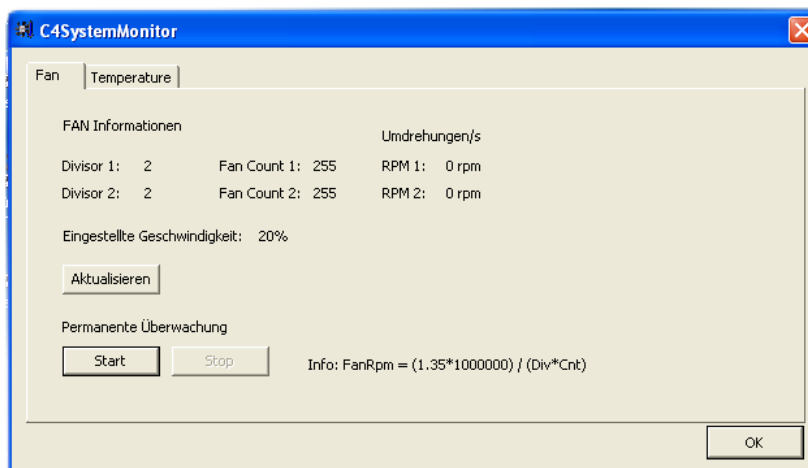 C4SystemMonitor
Fan Temperature
FAN Informationen
Umdrehungen/s
Divisor 1: 2 Fan Count 1: 255 RPM 1: 0 rpm
Divisor 2: 2 Fan Count 2: 255 RPM 2: 0 rpm
Eingestellte Geschwindigkeit: 20%
Aktualisieren
Permanente Überwachung
Start Stop Info: FanRpm = (1.35*1000000) / (Div*Cnt)
OK